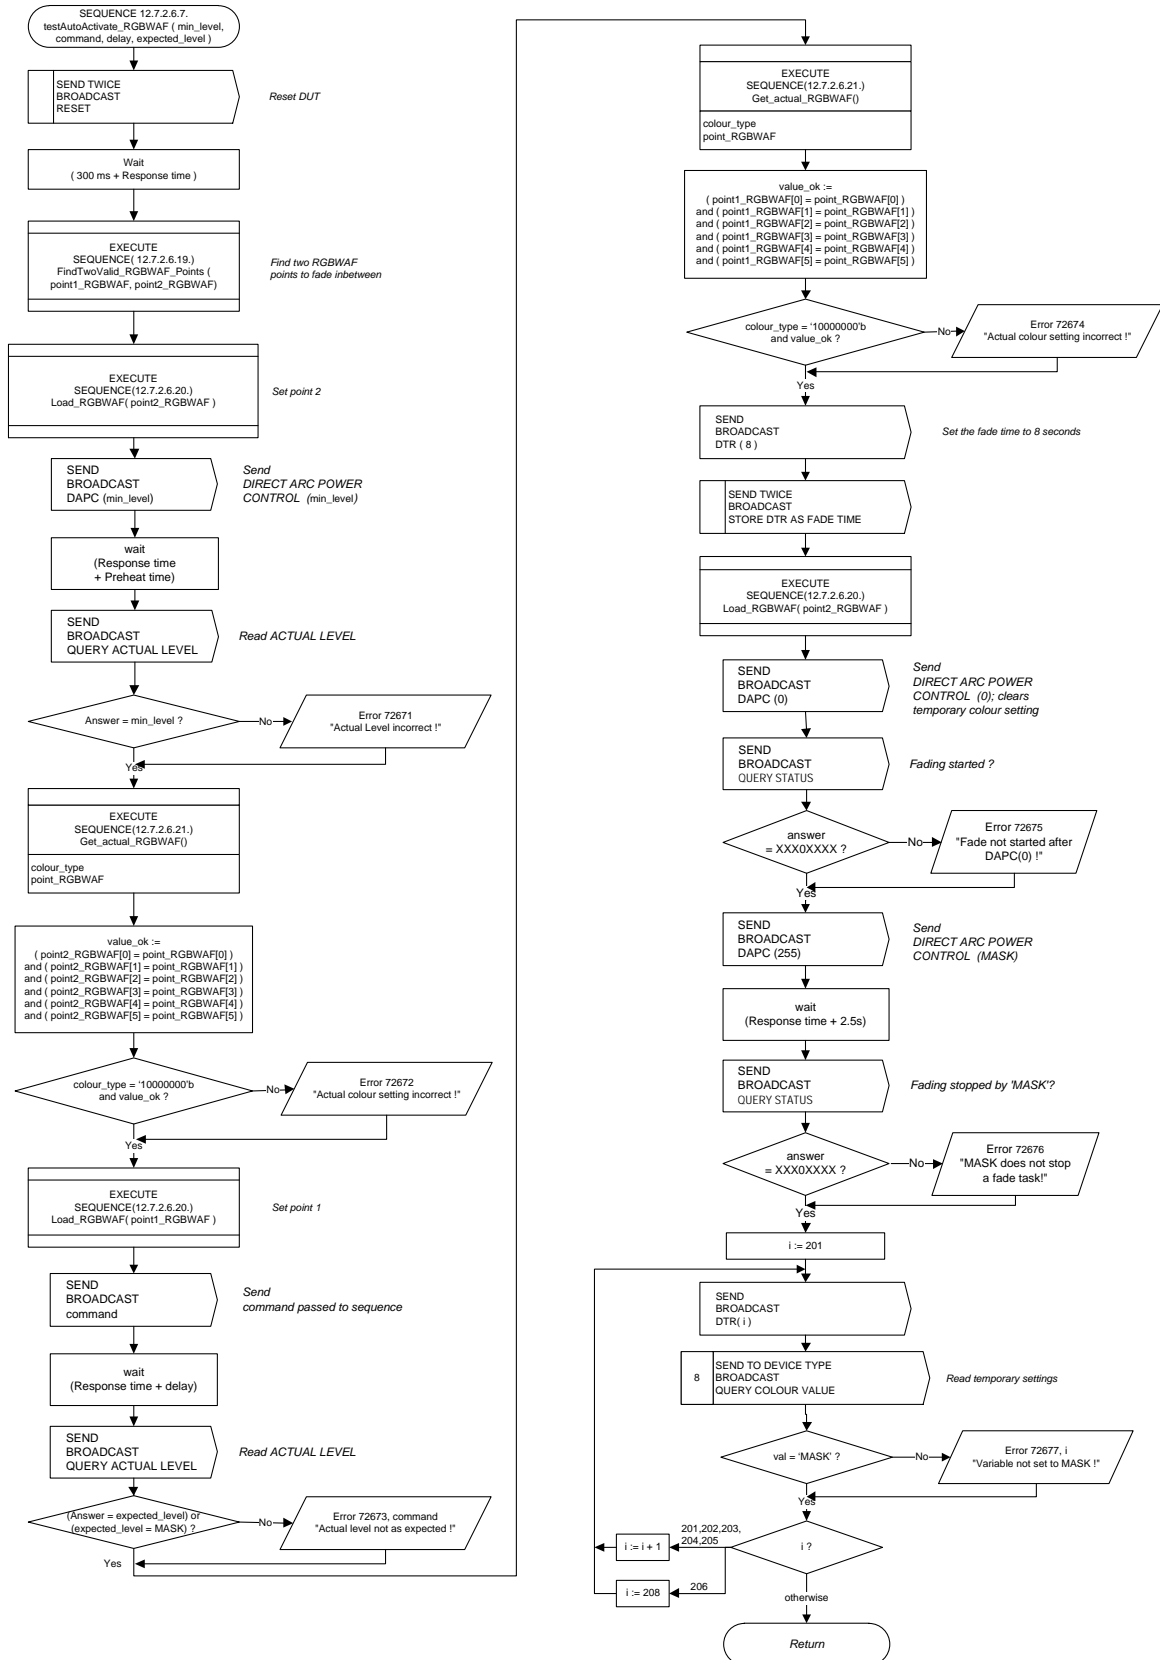 SEQUENCE 12.7.2.6.7.
testAutoActivate_RGBWAF ( min_level,
command, delay, expected_level )
SEND TWICE
BROADCAST
RESET
Reset DUT
Wait
( 300 ms + Response time )
EXECUTE
SEQUENCE( 12.7.2.6.19.)
FindTwoValid_RGBWAF_Points (
point1_RGBWAF, point2_RGBWAF)
Find two RGBWAF
points to fade inbetween
EXECUTE
SEQUENCE(12.7.2.6.20.)
Load_RGBWAF( point2_RGBWAF )
Set point 2
SEND
BROADCAST
DAPC (min_level)
Send
DIRECT ARC POWER
CONTROL (min_level)
wait
(Response time
+ Preheat time)
SEND
BROADCAST
QUERY ACTUAL LEVEL
Read ACTUAL LEVEL
Answer = min_level ?
No
Error 72671
"Actual Level incorrect !"
Yes
EXECUTE
SEQUENCE(12.7.2.6.21.)
Get_actual_RGBWAF()
colour_type
point_RGBWAF
value_ok :=
( point2_RGBWAF[0] = point_RGBWAF[0] )
and ( point2_RGBWAF[1] = point_RGBWAF[1] )
and ( point2_RGBWAF[2] = point_RGBWAF[2] )
and ( point2_RGBWAF[3] = point_RGBWAF[3] )
and ( point2_RGBWAF[4] = point_RGBWAF[4] )
and ( point2_RGBWAF[5] = point_RGBWAF[5] )
colour_type = '10000000'b
and value_ok ?
No
Error 72672
"Actual colour setting incorrect !"
Yes
EXECUTE
SEQUENCE(12.7.2.6.20.)
Load_RGBWAF( point1_RGBWAF )
Set point 1
SEND
BROADCAST
command
Send
command passed to sequence
wait
(Response time + delay)
SEND
BROADCAST
QUERY ACTUAL LEVEL
Read ACTUAL LEVEL
(Answer = expected_level) or
(expected_level = MASK) ?
No
Error 72673, command
"Actual level not as expected !"
Yes
EXECUTE
SEQUENCE(12.7.2.6.21.)
Get_actual_RGBWAF()
colour_type
point_RGBWAF
value_ok :=
( point1_RGBWAF[0] = point_RGBWAF[0] )
and ( point1_RGBWAF[1] = point_RGBWAF[1] )
and ( point1_RGBWAF[2] = point_RGBWAF[2] )
and ( point1_RGBWAF[3] = point_RGBWAF[3] )
and ( point1_RGBWAF[4] = point_RGBWAF[4] )
and ( point1_RGBWAF[5] = point_RGBWAF[5] )
colour_type = '10000000'b
and value_ok ?
No
Error 72674
"Actual colour setting incorrect !"
Yes
SEND
BROADCAST
DTR ( 8 )
Set the fade time to 8 seconds
SEND TWICE
BROADCAST
STORE DTR AS FADE TIME
EXECUTE
SEQUENCE(12.7.2.6.20.)
Load_RGBWAF( point2_RGBWAF )
SEND
BROADCAST
DAPC (0)
Send
DIRECT ARC POWER
CONTROL (0); clears
temporary colour setting
SEND
BROADCAST
QUERY STATUS
Fading started ?
answer
= XXX0XXXX ?
No
Error 72675
"Fade not started after
DAPC(0) !"
Yes
SEND
BROADCAST
DAPC (255)
Send
DIRECT ARC POWER
CONTROL (MASK)
wait
(Response time + 2.5s)
SEND
BROADCAST
QUERY STATUS
Fading stopped by 'MASK'?
answer
= XXX0XXXX ?
No
Error 72676
"MASK does not stop
a fade task!"
Yes
i := 201
SEND
BROADCAST
DTR( i )
8
SEND TO DEVICE TYPE
BROADCAST
QUERY COLOUR VALUE
Read temporary settings
val = 'MASK' ?
No
Error 72677, i
"Variable not set to MASK !"
Yes
201,202,203,
204,205
i := i + 1
i ?
i := 208
206
otherwise
Return